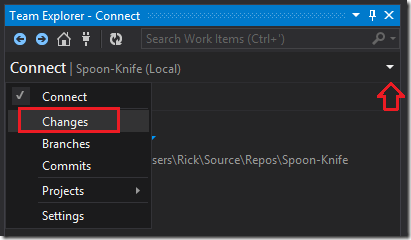 Team Explorer - Connect
Search Work Items (Ctrl+')
Connect | Spoon-Knife (Local)
Connect
Changes
Branches
sers\Rick\Source\Repos\Spoon-Knife
Commits
Projects
Settings